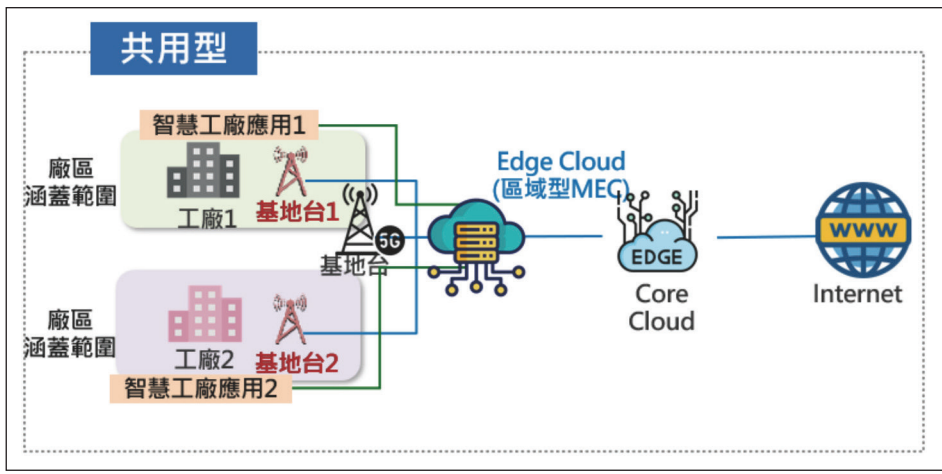 共用型
智慧工廠應用1
廠區
涵蓋範圍
工廠1
基地台1
5G
基地台
Edge Cloud
(區域型MEC)
EDGE
Core
Cloud
WWW
Internet
廠區
涵蓋範圍
工廠2
基地台2
智慧工廠應用2